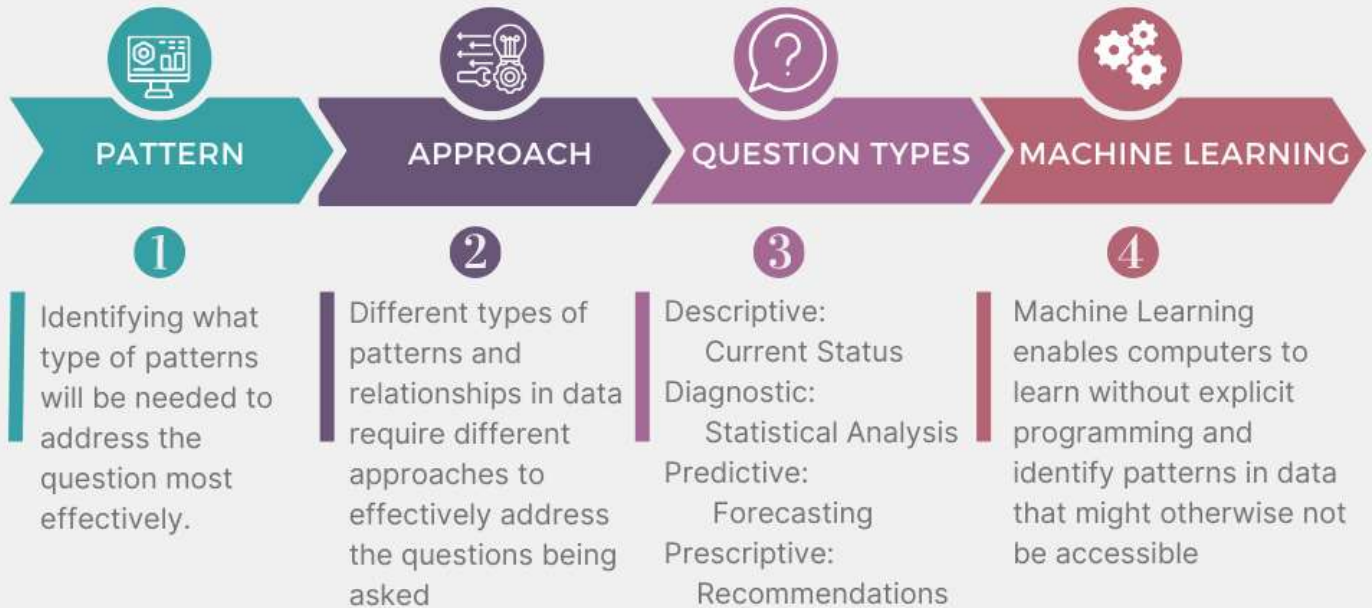 PATTERN
APPROACH
QUESTION TYPES
MACHINE LEARNING
1
Identifying what
type of patterns
will be needed to
address the
question most
effectively.
2
Different types of
patterns and
relationships in data
require different
approaches to
effectively address
the questions being
asked
3
Descriptive:
Current Status
Diagnostic:
Statistical Analysis
Predictive:
Forecasting
Prescriptive:
Recommendations
4
Machine Learning
enables computers to
learn without explicit
programming and
identify patterns in data
that might otherwise not
be accessible